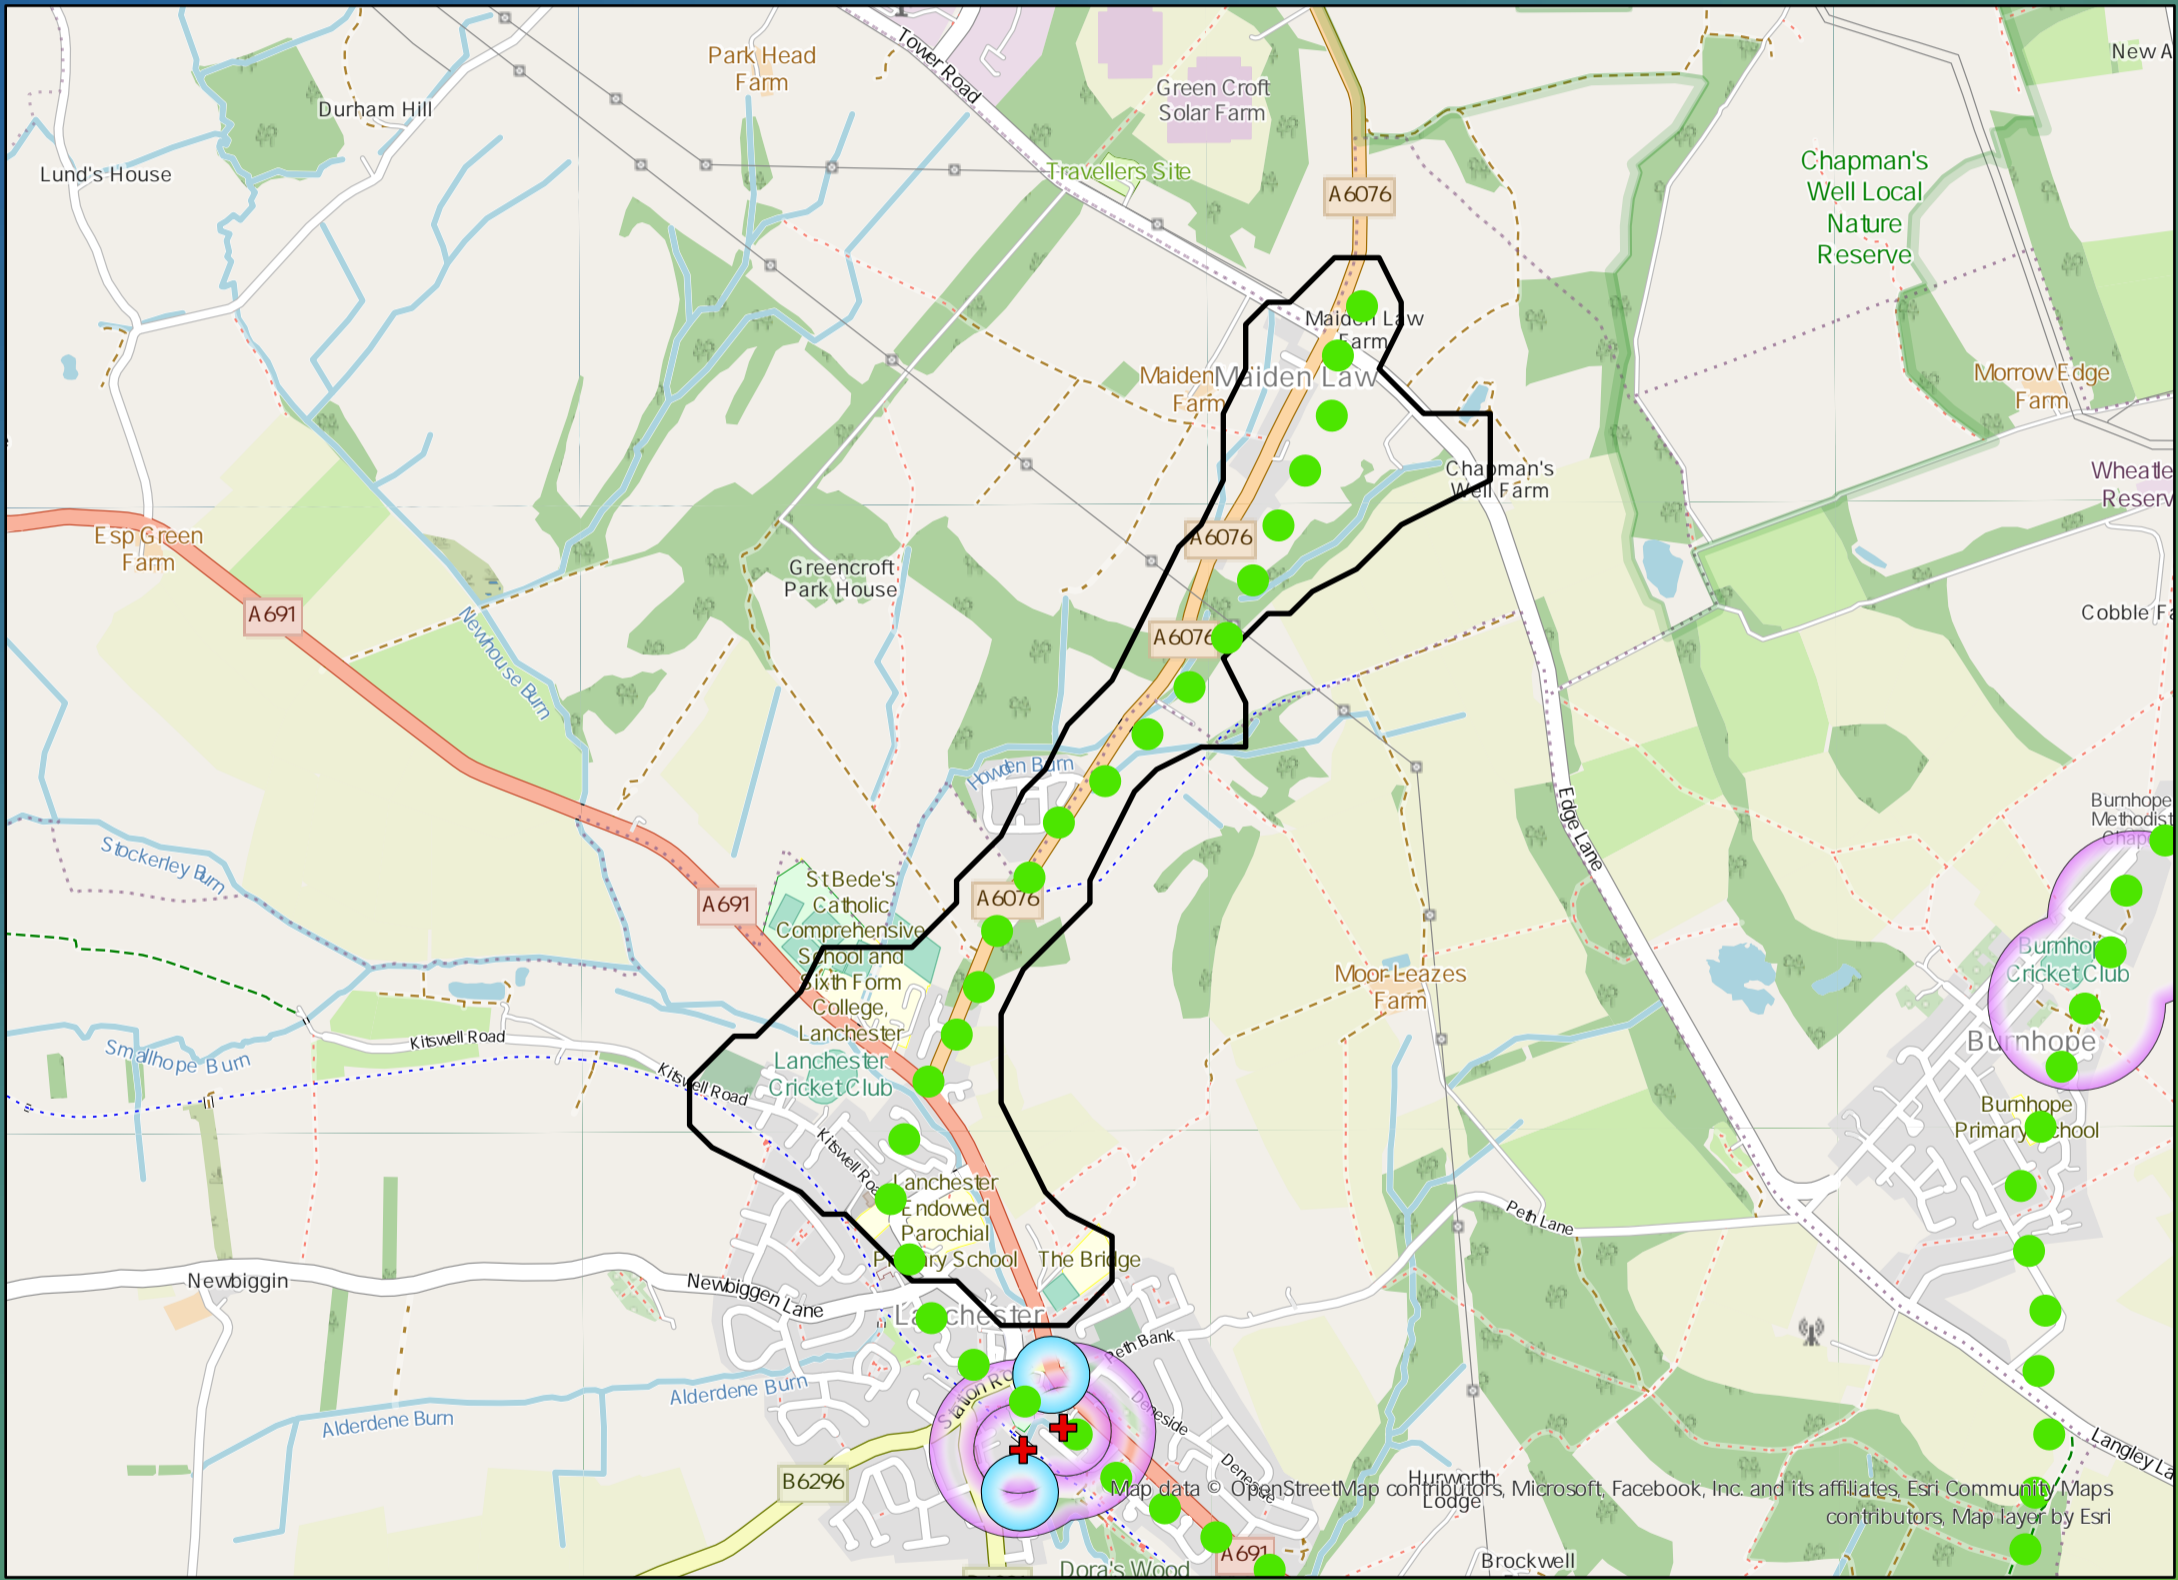 Tower Road
Park Head
Farm
Green Croft
Solar Farm
New A
Durham Hill
Lund's House
Travellers Site
A6076
Chapman's
Well Local
Nature
Reserve
Maiden Law
Farm
Maiden
Farm
Maiden Law
Morrow Edge
Farm
Chapman's
Well Farm
Wheatle
Reserv
Esp Green
Farm
A6076
Greencroft
Park House
A691
Newhouse Burn
A6076
Cobble Fa
Howden Burn
Edge Lane
Burnhope
Methodist
Chap
Stockerley Burn
St Bede's
Catholic
Comprehensive
School and
Sixth Form
College,
Lanchester
A691
A6076
Moor Leazes
Farm
Burnhop
Cricket Club
Burnhope
Kitswell Road
Smallhope Burn
Lanchester
Cricket Club
Kitswell Road
Kitswell Roa
Burnhope
Primary School
Lanchester
Endowed
Parochial
Primary School
The Bridge
Peth Lane
Newbiggin
Newbiggen Lane
Lanchester
Peth Bank
Alderdene Burn
Alderdene Burn
Station Ro
Deneside
Deneside
B6296
Langley La
Hurworth
Lodge
Map data © OpenStreetMap contributors, Microsoft, Facebook, Inc. and its affiliates, Esri Community Maps
contributors, Map layer by Esri
A691
Brockwell
Dora's Wood